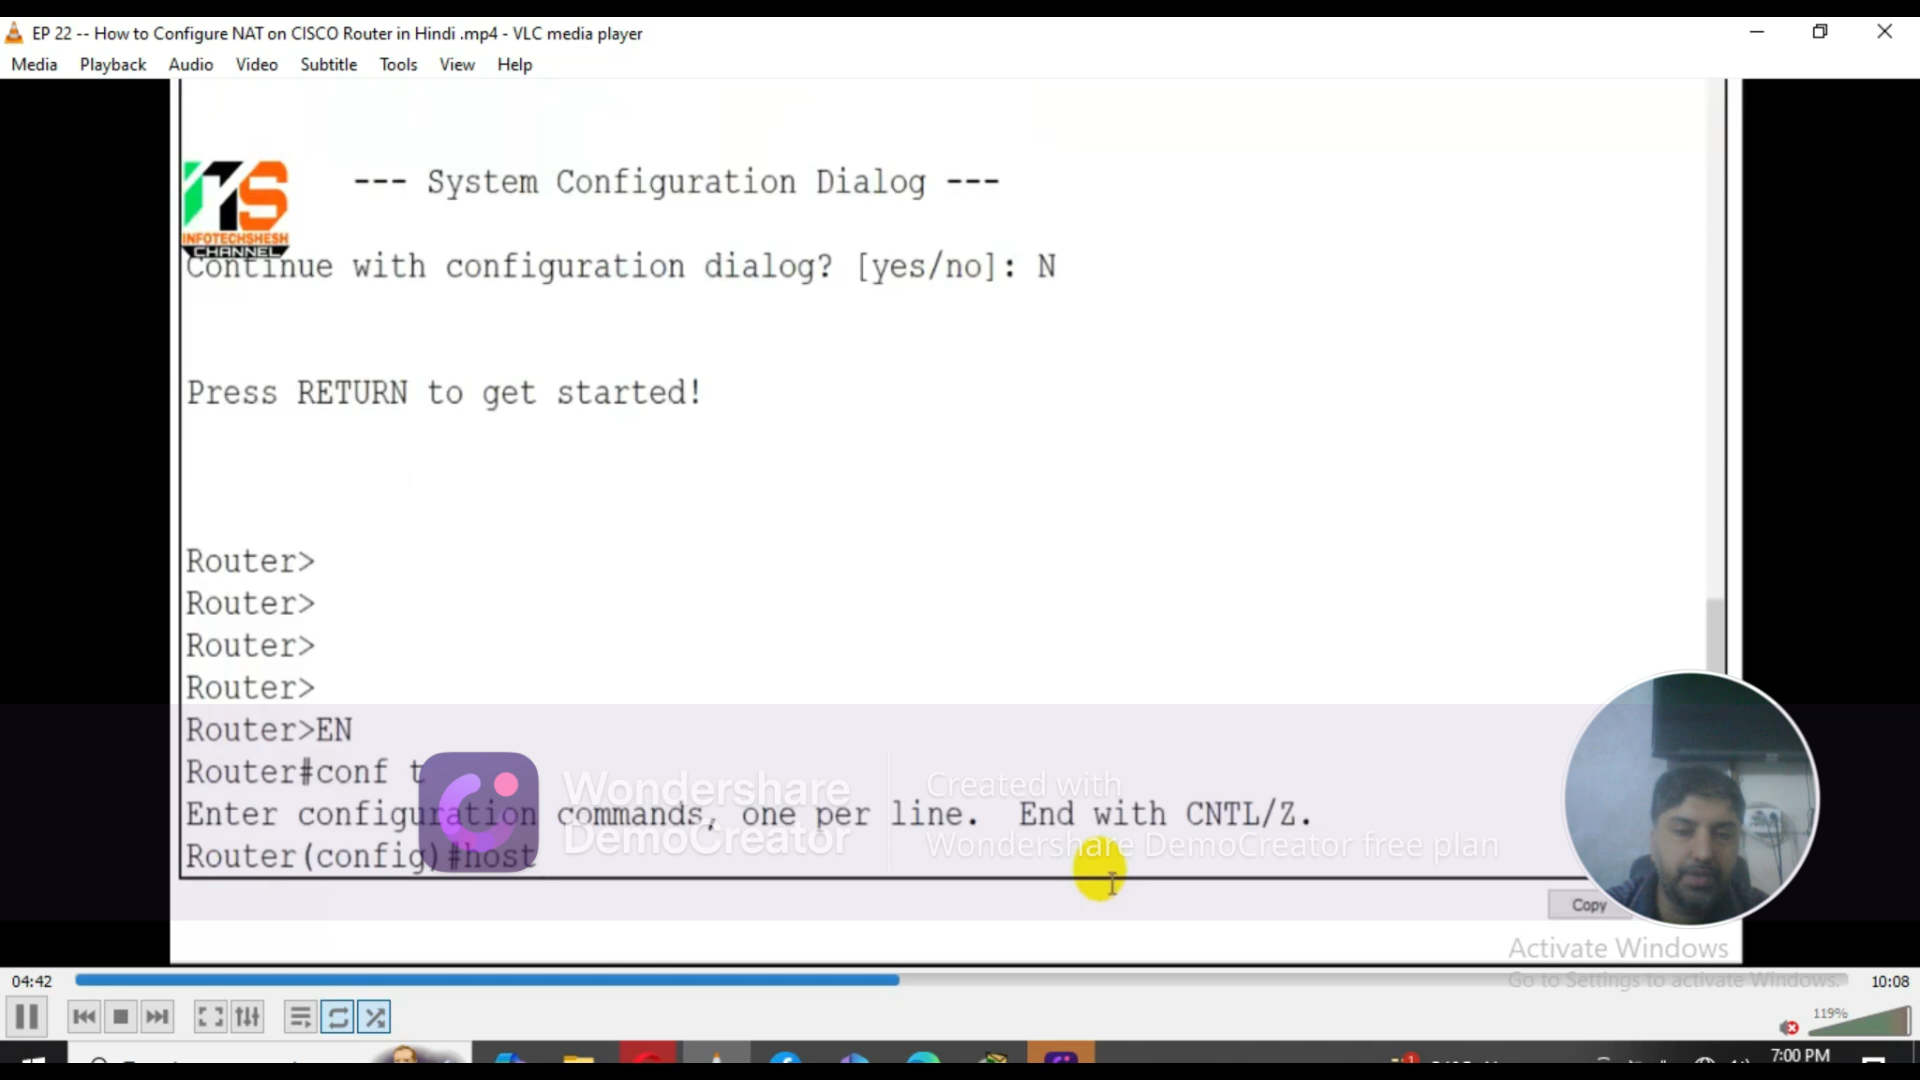 EP 22 -- How to Configure NAT on CISCO Router in Hindi .mp4 - VLC media player
Media Playback Audio Video Subtitle Tools View Help
--- System Configuration Dialog ---
ITS
INFOTECHSHESH
CHANNEL
Continue with configuration dialog? [yes/no]: N
Press RETURN to get started!
Router>
Router>
Router>
Router>
Router>EN
Router#conf t
Enter configuration commands, one per line. End with CNTL/Z.
Router(config)#host
Wondershare
DemoCreator
Created with
Wondershare DemoCreator free plan
Copy
Activate Windows
Go to Settings to activate Windows.
04:42
10:08
119%
7:00 PM